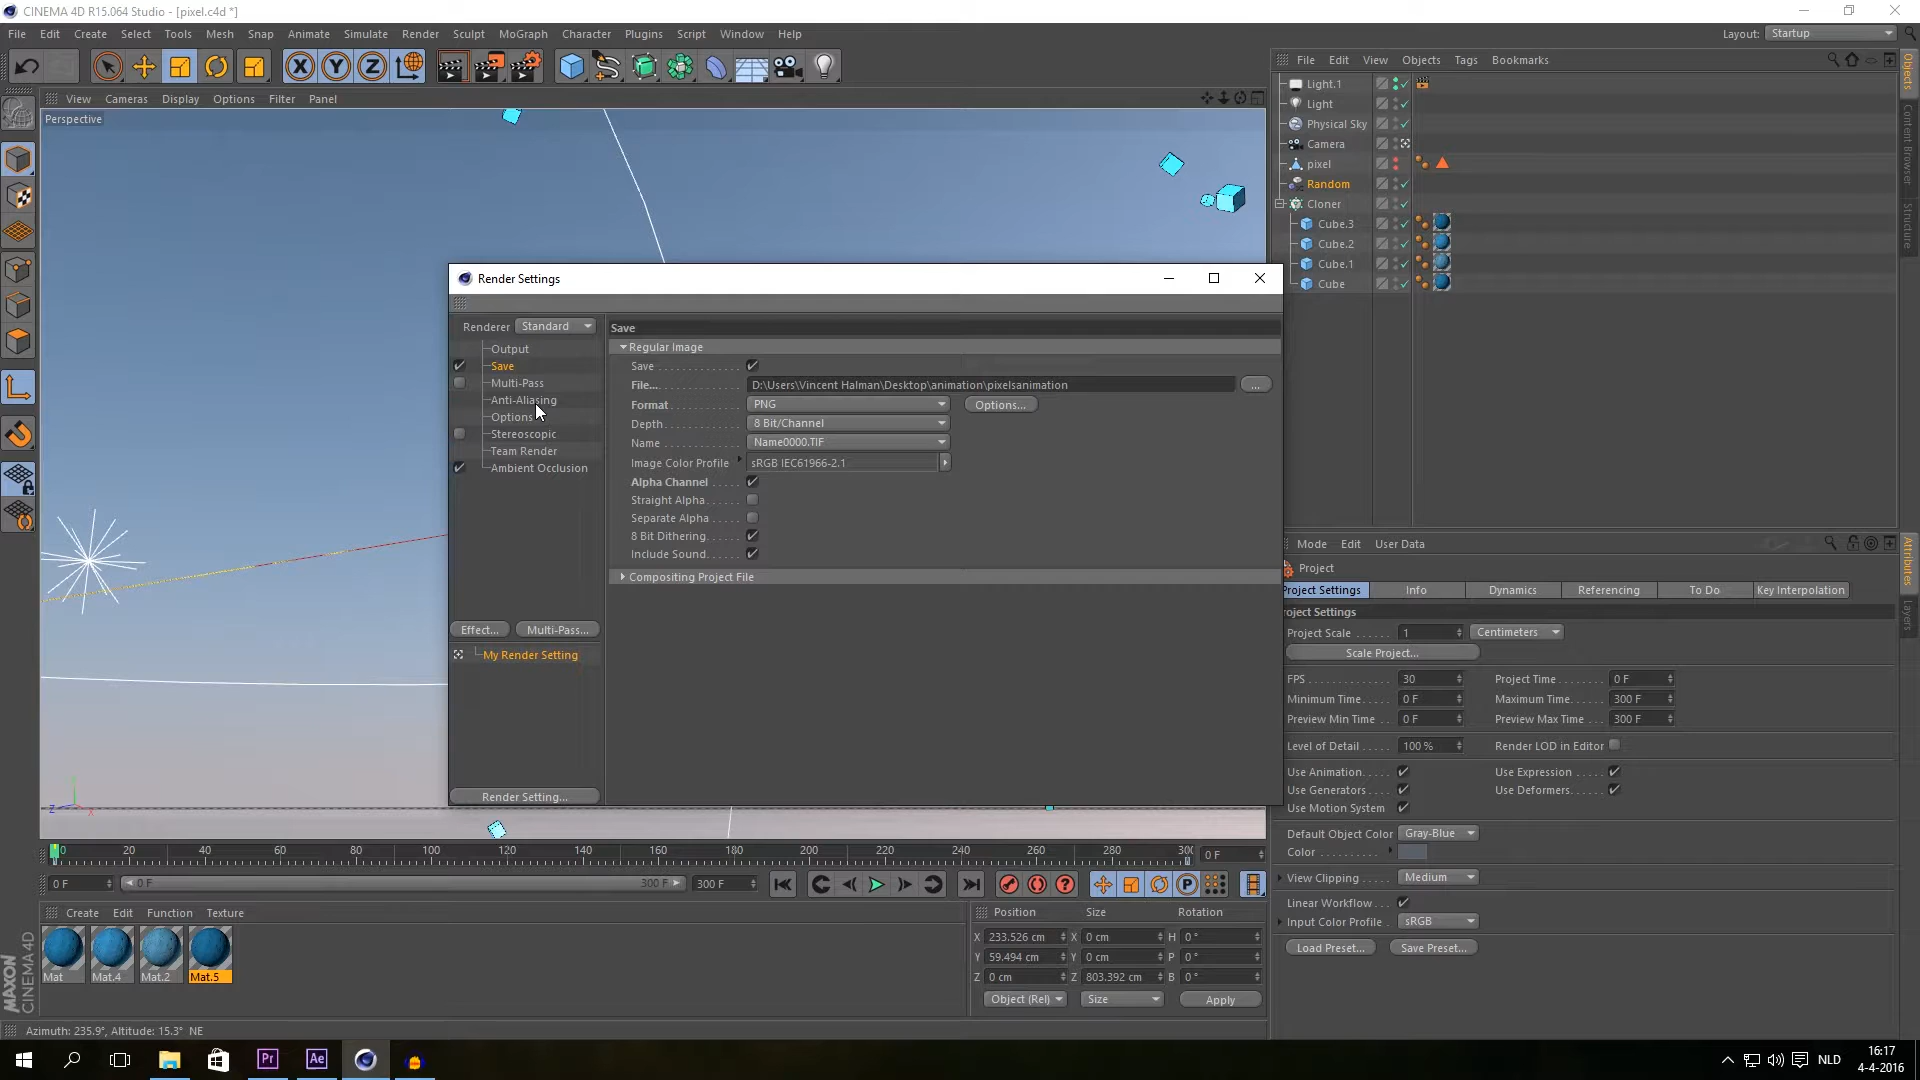 CINEMA 4D R15.064 Studio - [pixel.c4d *]
File Edit Create Select Tools Mesh Snap Animate Simulate Render Sculpt MoGraph Character Plugins Script Window Help Layout: Startup
File Edit View Objects Tags Bookmarks
View Cameras Display Options Filter Panel
Perspective
Light.1
Light
Physical Sky
Camera
pixel
Random
Cloner
Cube.3
Cube.2
Cube.1
Cube
Objects
Content Browser
Structure
Render Settings
Renderer Standard
Output
Save
Multi-Pass
Anti-Aliasing
Options
Stereoscopic
Team Render
Ambient Occlusion
Effect... Multi-Pass...
My Render Setting
Render Setting...
Save
Regular Image
Save
File... D:\Users\Vincent Halman\Desktop\animation\pixelsanimation ...
Format PNG Options...
Depth 8 Bit/Channel
Name Name0000.TIF
Image Color Profile sRGB IEC61966-2.1
Alpha Channel
Straight Alpha
Separate Alpha
8 Bit Dithering
Include Sound
Compositing Project File
Mode Edit User Data
Project
Project Settings Info Dynamics Referencing To Do Key Interpolation
roject Settings
Project Scale 1 Centimeters
Scale Project...
FPS 30 Project Time 0 F
Minimum Time 0 F Maximum Time 300 F
Preview Min Time 0 F Preview Max Time 300 F
Level of Detail 100 % Render LOD in Editor
Use Animation Use Expression
Use Generators Use Deformers
Use Motion System
Default Object Color Gray-Blue
Color
View Clipping Medium
Linear Workflow
Input Color Profile sRGB
Load Preset... Save Preset...
Attributes
Layers
0 20 40 60 80 100 120 140 160 180 200 220 240 260 280 300 0 F
0 F 0 F 300 F 300 F
Create Edit Function Texture
Mat Mat.4 Mat.2 Mat.5
Position Size Rotation
X 233.526 cm X 0 cm H 0 °
Y 59.494 cm Y 0 cm P 0 °
Z 0 cm Z 803.392 cm B 0 °
Object (Rel) Size Apply
MAXON
CINEMA 4D
Azimuth: 235.9°, Altitude: 15.3° NE
Pr Ae NLD
16:17
4-4-2016